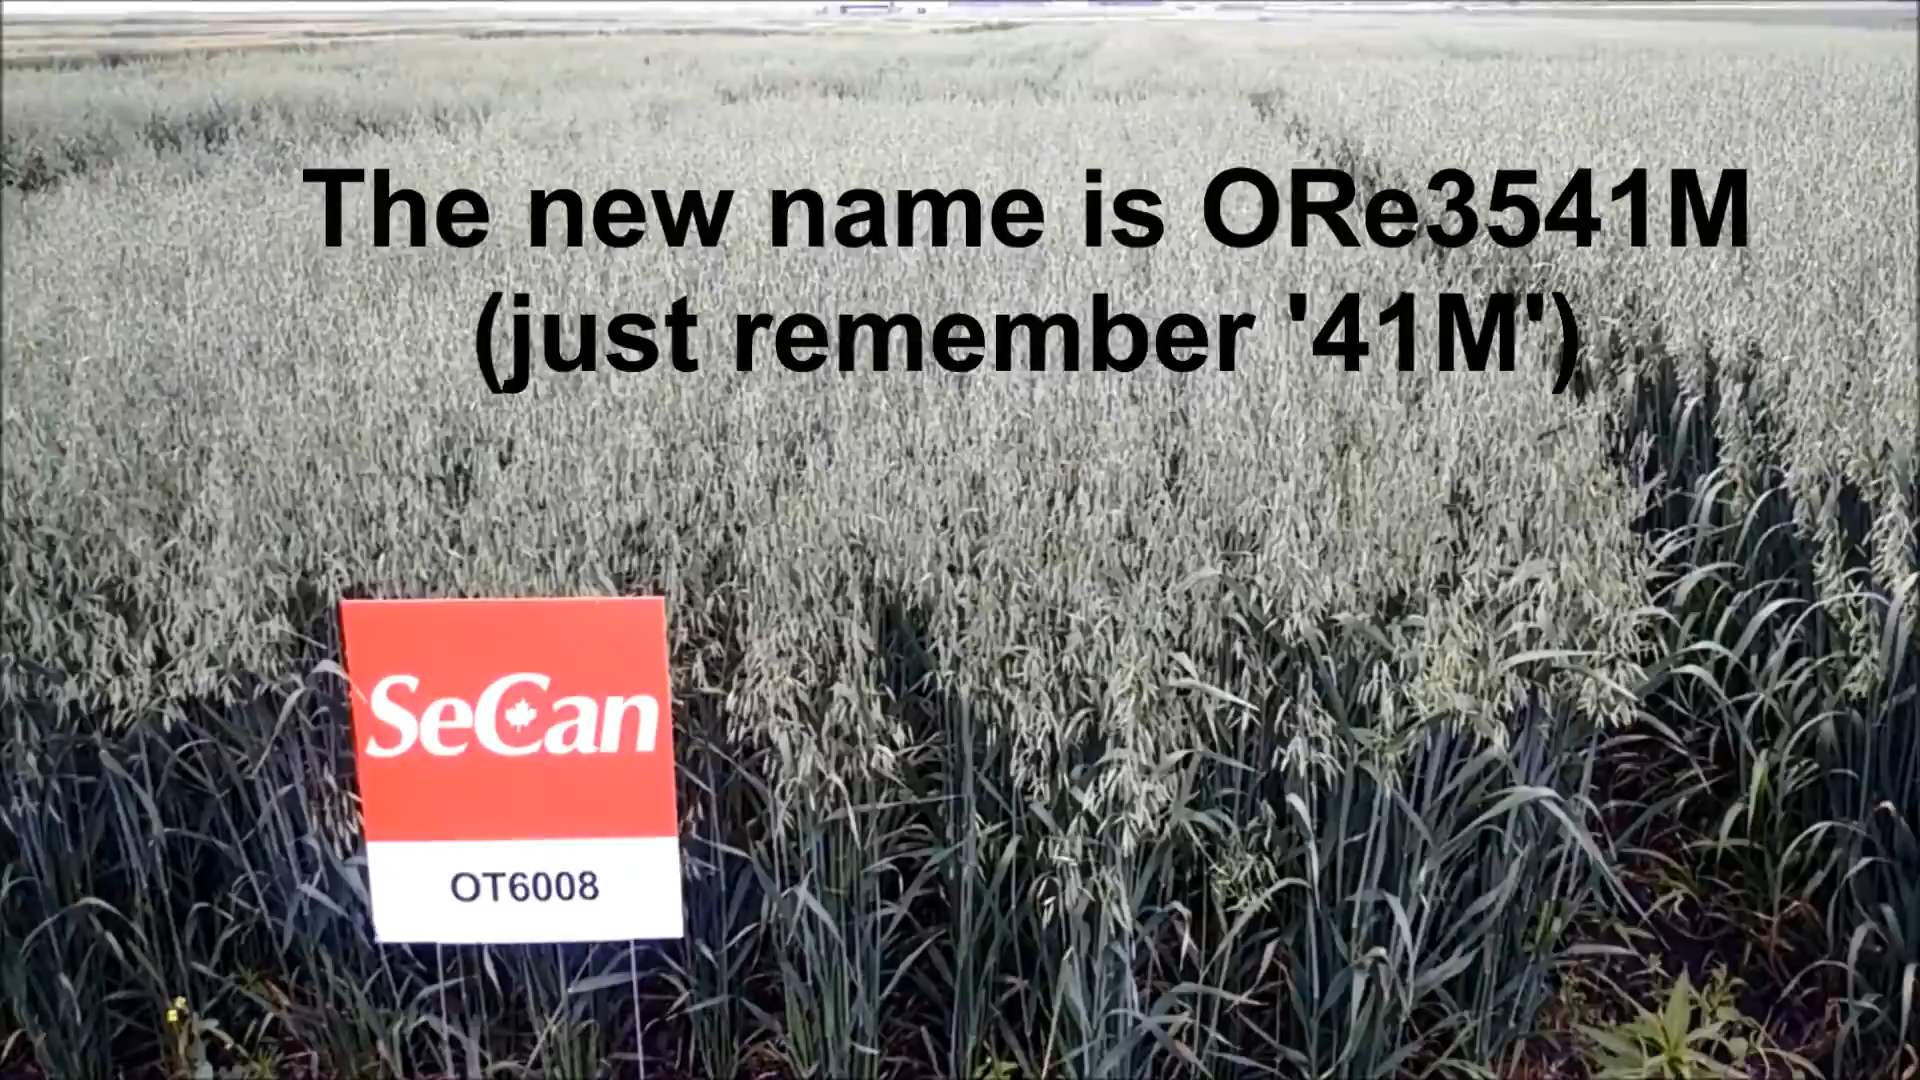 The new name is ORe3541M
(just remember '41M')
SeCan
OT6008